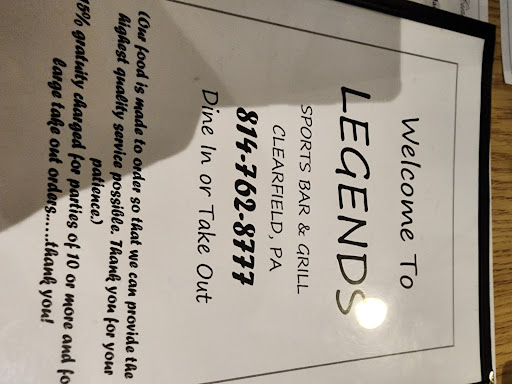 Welcome To
LEGENDS
SPORTS BAR & GRILL
CLEARFIELD, PA
814-762-8777
Dine In or Take Out
(Our food is made to order so that we can provide the
highest quality service possible. Thank you for your
patience.)
15% gratuity charged for parties of 10 or more and fo
large take out orders......thank you!